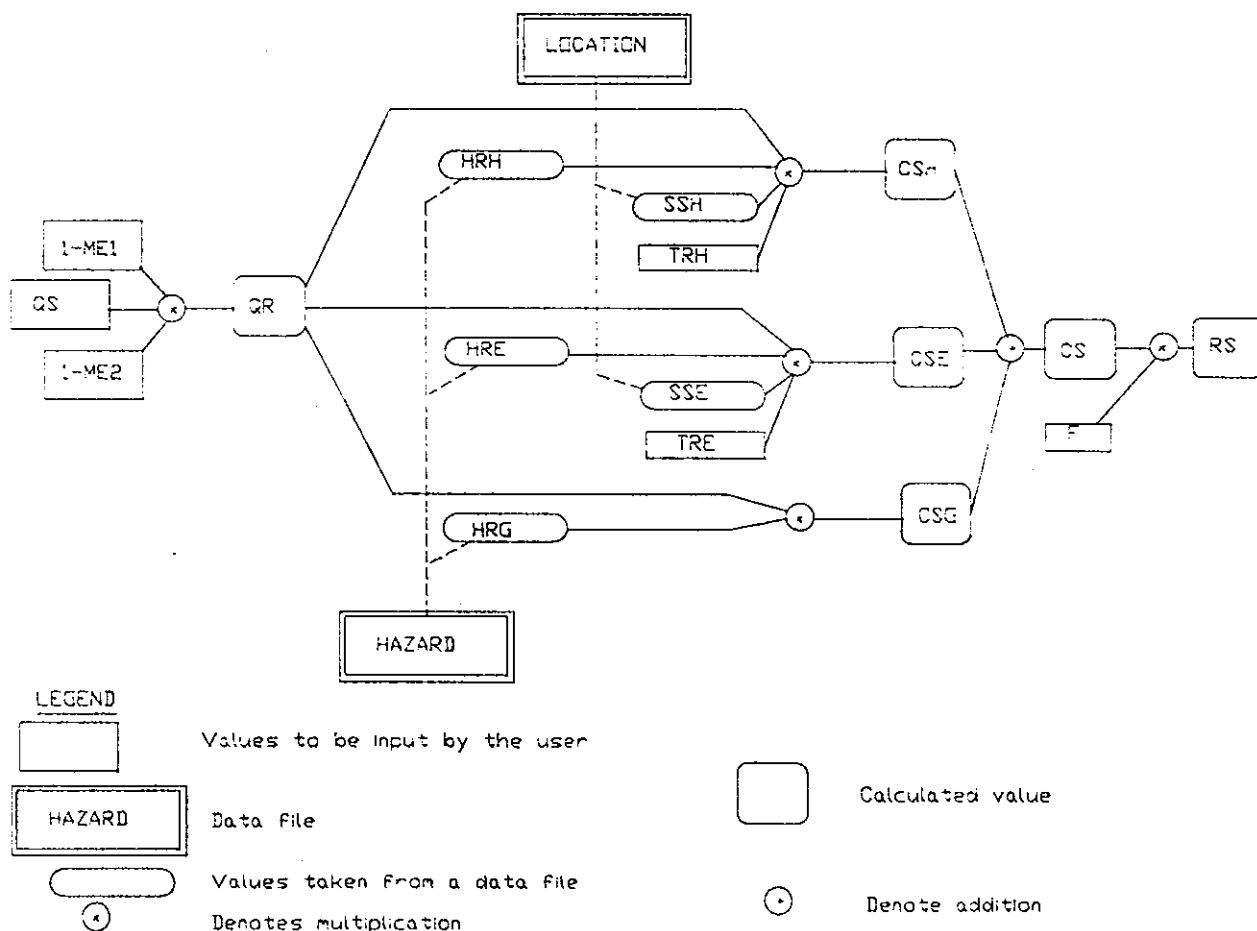 LOCATION
HRH
CSH
SSH
1-ME1
TRH
QS
QR
HRE
CSE
CS
RS
1-ME2
SSE
F
TRE
HRG
CSG
HAZARD
LEGEND
Values to be input by the user
HAZARD
Data file
Calculated value
Values taken from a data file
Denotes multiplication
Denote addition